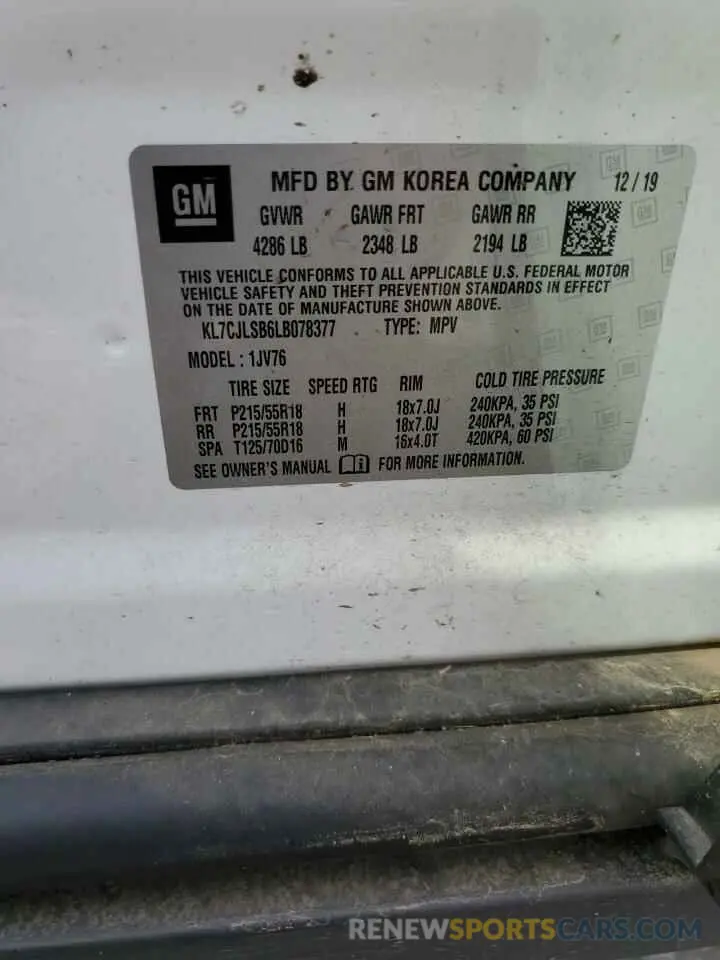 GM
MFD BY GM KOREA COMPANY 12/19
GVWR GAWR FRT GAWR RR
4286 LB 2348 LB 2194 LB
THIS VEHICLE CONFORMS TO ALL APPLICABLE U.S. FEDERAL MOTOR
VEHICLE SAFETY AND THEFT PREVENTION STANDARDS IN EFFECT
ON THE DATE OF MANUFACTURE SHOWN ABOVE.
KL7CJLSB6LB078377 TYPE: MPV
MODEL: 1JV76
TIRE SIZE SPEED RTG RIM COLD TIRE PRESSURE
FRT P215/55R18 H 18x7.0J 240KPA, 35 PSI
RR P215/55R18 H 18x7.0J 240KPA, 35 PSI
SPA T125/70D16 M 16x4.0T 420KPA, 60 PSI
SEE OWNER'S MANUAL FOR MORE INFORMATION.
RENEWSPORTSCARS.COM